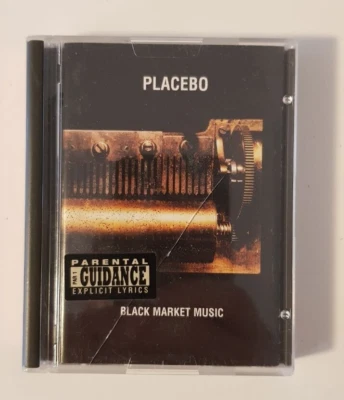 PLACEBO
PARENTAL
GUIDANCE
EXPLICIT LYRICS
BLACK MARKET MUSIC